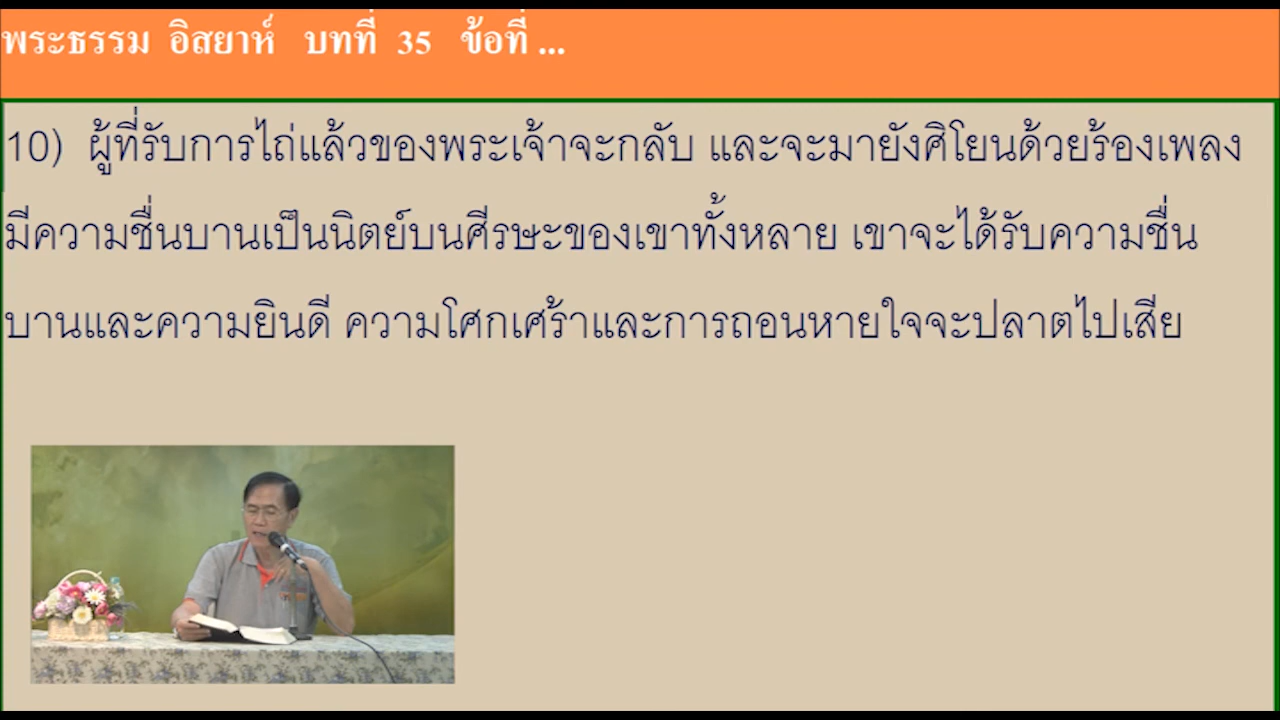 พระธรรม อิสยาห์ บทที่ 35 ข้อที่ ...
10) ผู้ที่รับการไถ่แล้วของพระเจ้าจะกลับ และจะมายังศิโยนด้วยร้องเพลง
มีความชื่นบานเป็นนิตย์บนศีรษะของเขาทั้งหลาย เขาจะได้รับความชื่น
บานและความยินดี ความโศกเศร้าและการถอนหายใจจะปลาตไปเสีย